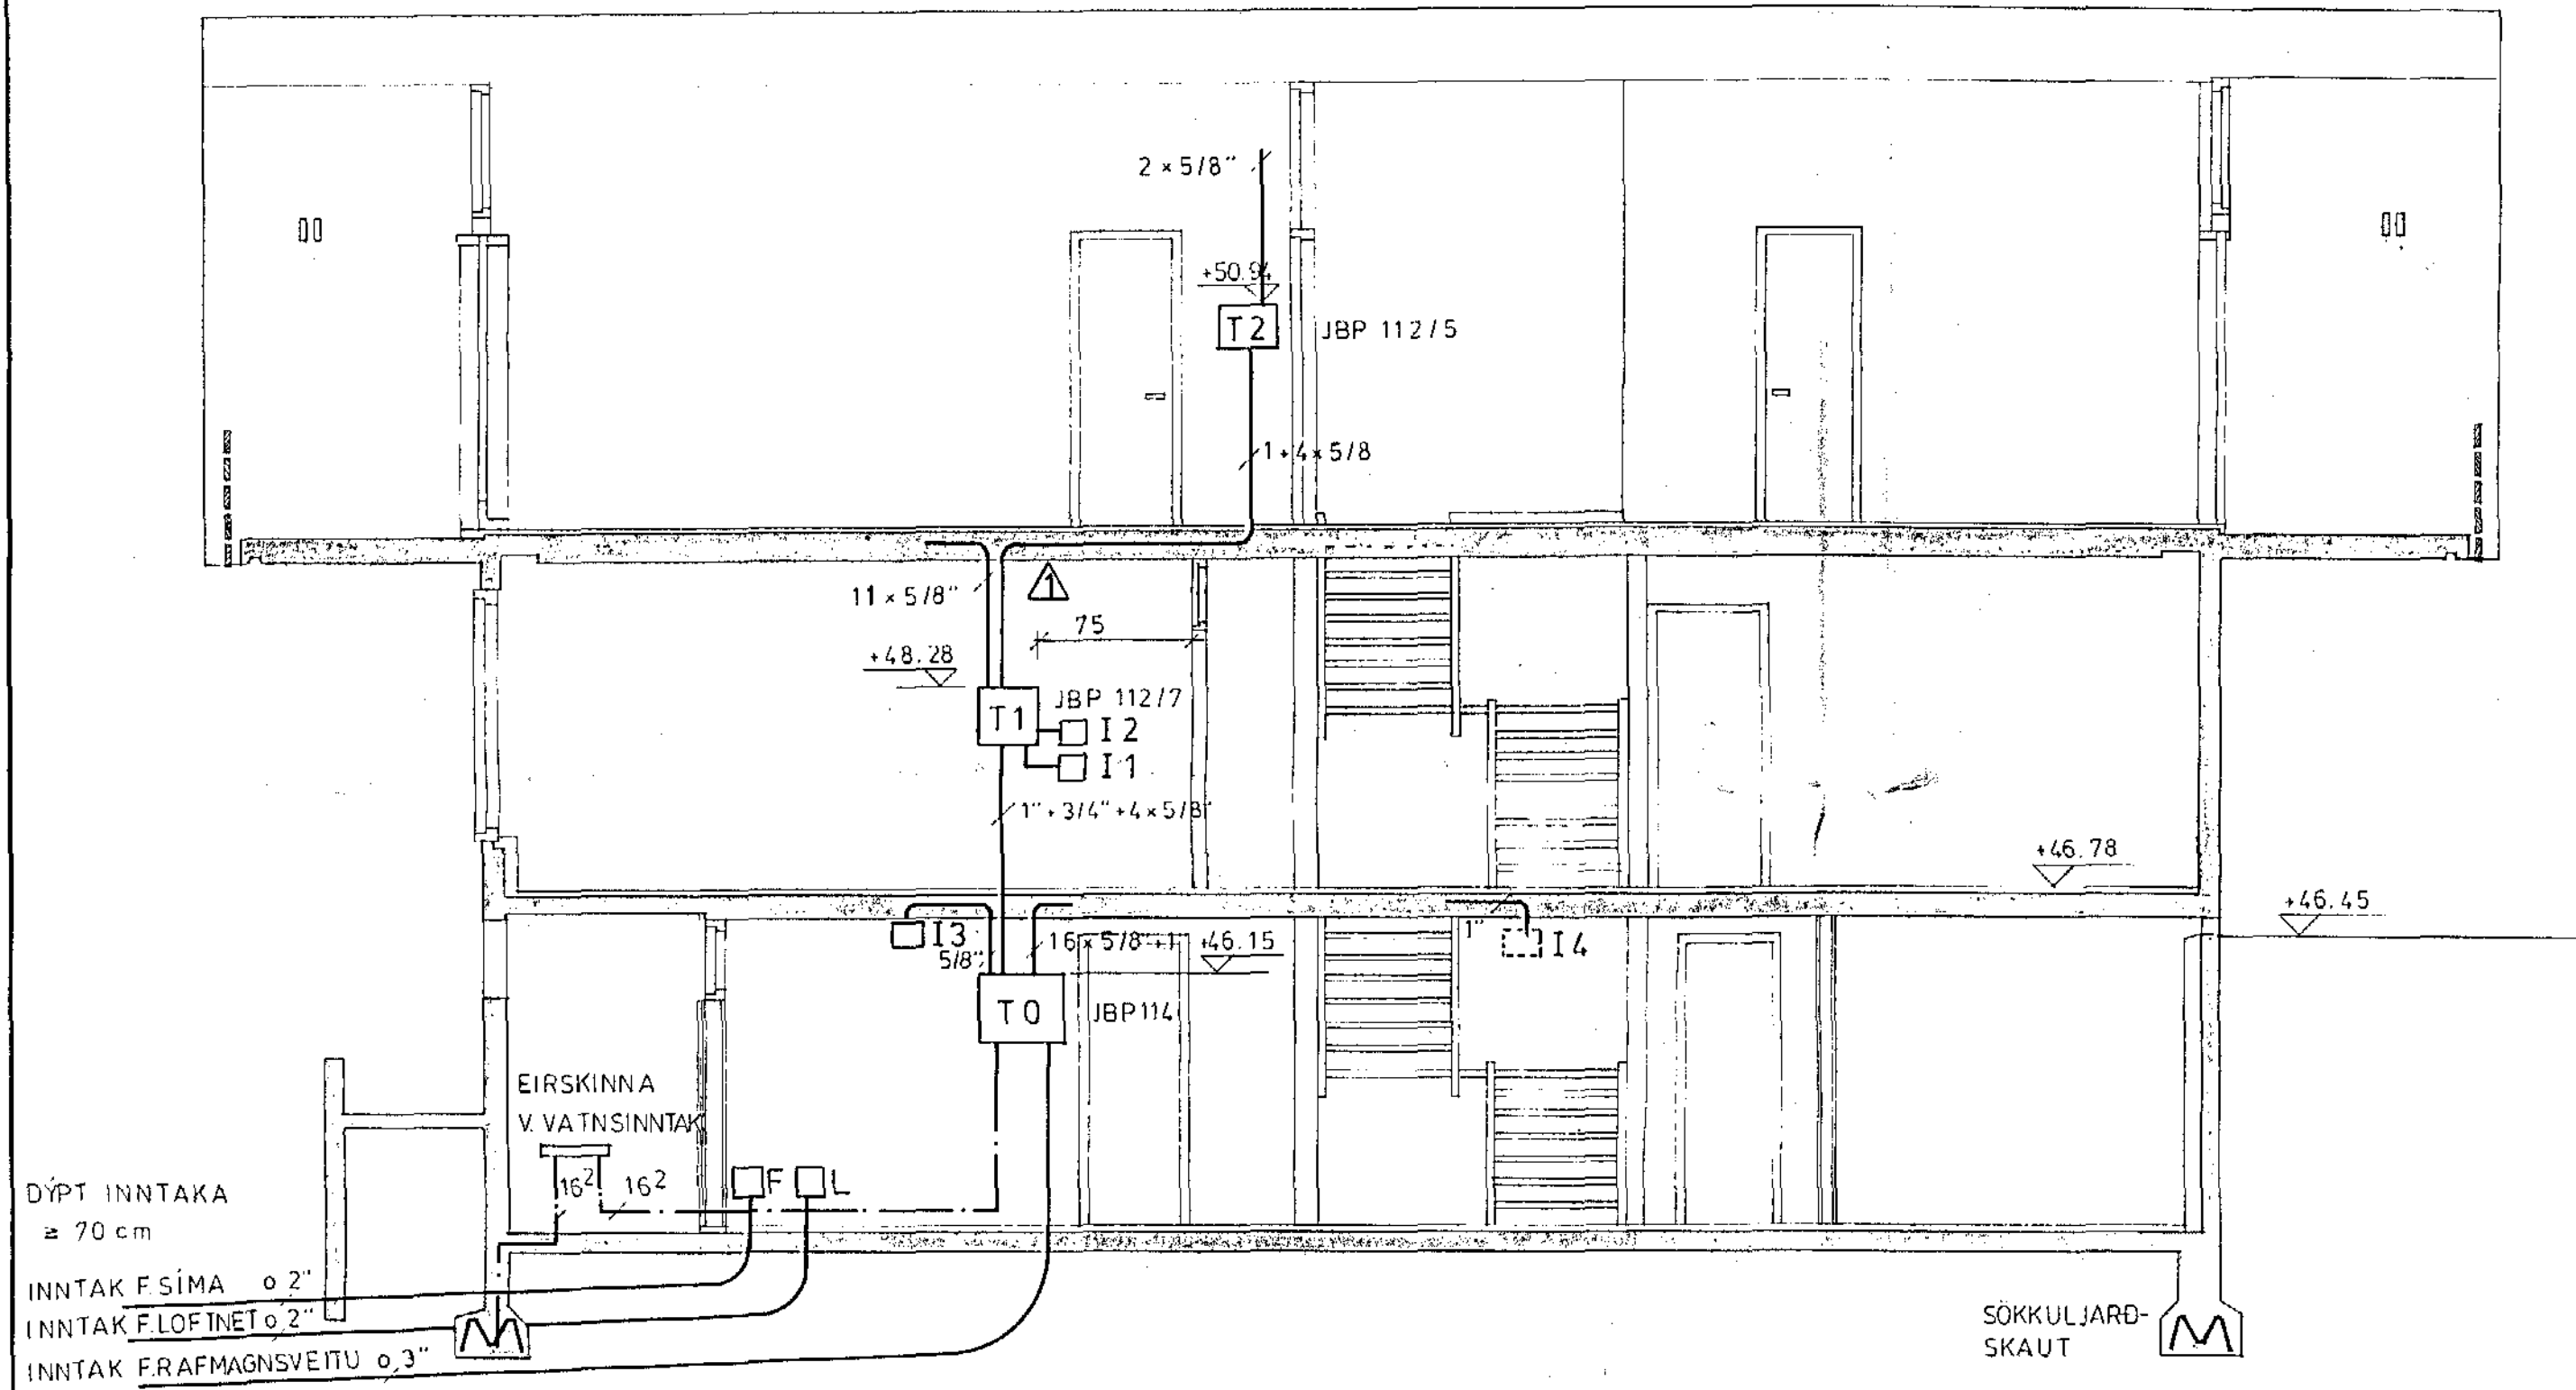 2 × 5/8"
+50.94
T2
JBP 112/5
1+4×5/8
11 × 5/8"
1
75
+48.28
JBP 112/7
T1
I2
I1
1"+3/4"+4×5/8"
+46.78
+46.45
I3
5/8"
16 × 5/8"+1
+46.15
1"
I4
T0
JBP114
EIRSKINNA
V. VATNSINNTAK
16²
16²
F
L
DÝPT INNTAKA
≥ 70 cm
INNTAK F.SÍMA ø 2"
INNTAK F.LOFTNET ø 2"
INNTAK F.RAFMAGNSVEITU ø 3"
SÖKKULJARÐ-
SKAUT